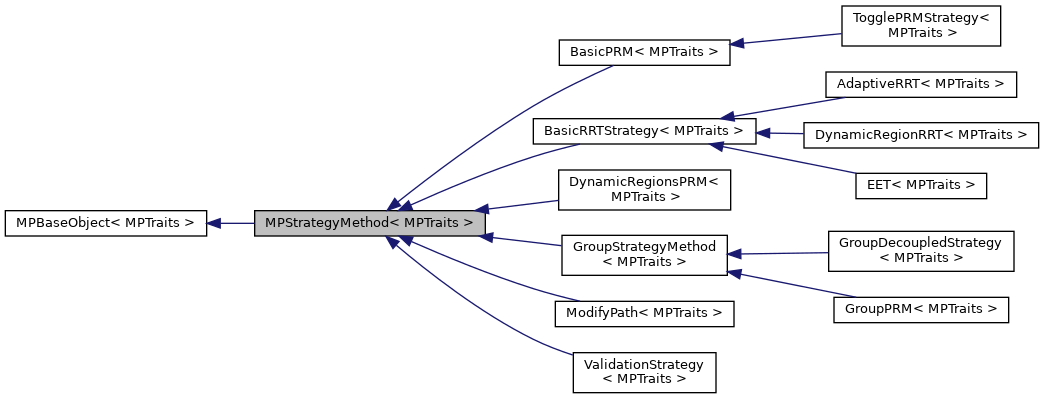 TogglePRMStrategy<
MPTraits >
BasicPRM< MPTraits >
AdaptiveRRT< MPTraits >
BasicRRTStrategy< MPTraits >
DynamicRegionRRT< MPTraits >
EET< MPTraits >
DynamicRegionsPRM<
MPTraits >
MPBaseObject< MPTraits >
MPStrategyMethod< MPTraits >
GroupStrategyMethod
< MPTraits >
GroupDecoupledStrategy
< MPTraits >
GroupPRM< MPTraits >
ModifyPath< MPTraits >
ValidationStrategy
< MPTraits >